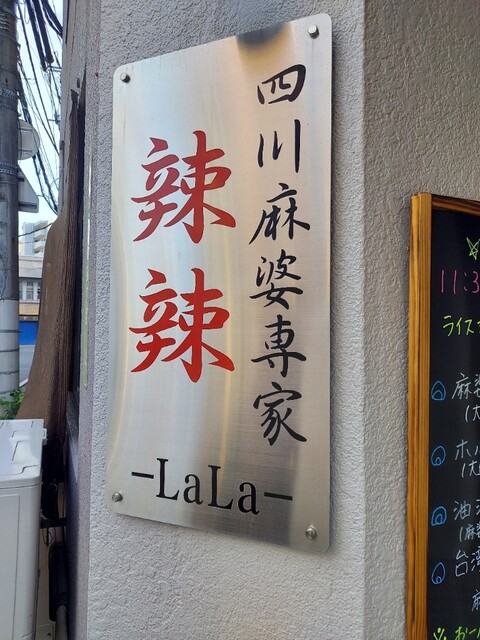 四川麻婆専家
辣辣
-LaLa-
11:3
ライス
麻婆
ホル
油
台湾